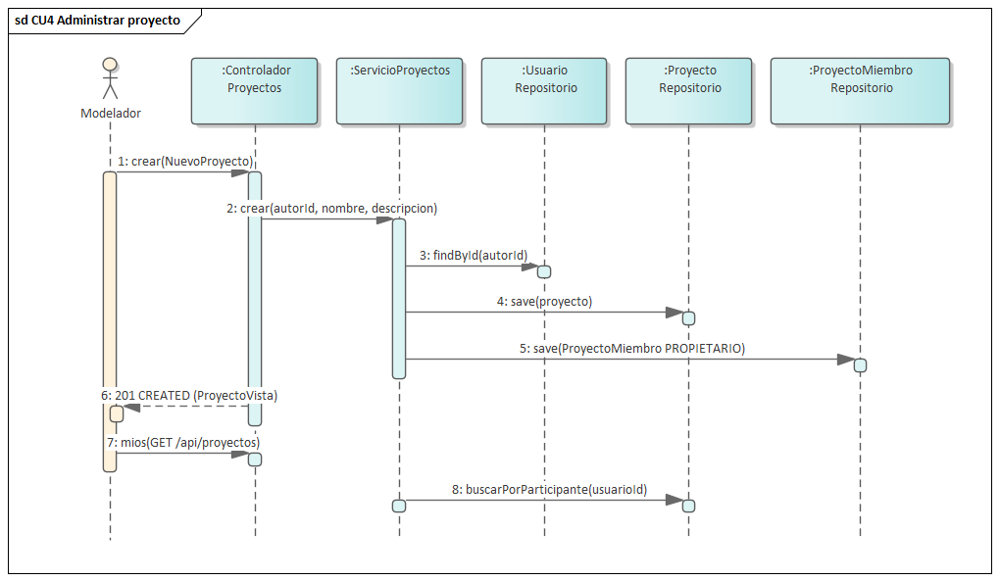 sd CU4 Administrar proyecto
:Controlador
Proyectos
:ServicioProyectos
:Usuario
Repositorio
:Proyecto
Repositorio
:ProyectoMiembro
Repositorio
Modelador
1: crear(NuevoProyecto)
2: crear(autorId, nombre, descripcion)
3: findById(autorId)
4: save(proyecto)
5: save(ProyectoMiembro PROPIETARIO)
6: 201 CREATED (ProyectoVista)
7: mios(GET /api/proyectos)
8: buscarPorParticipante(usuarioId)